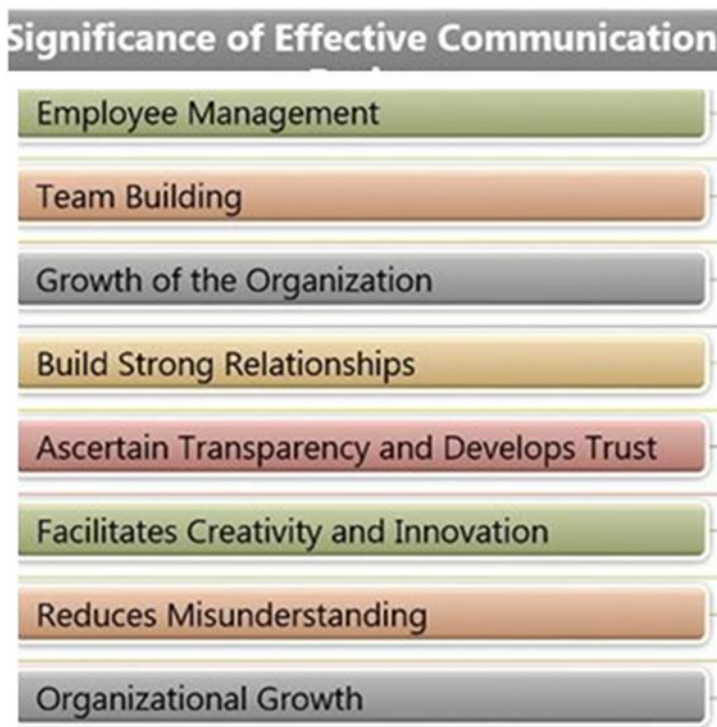 Significance of Effective Communication
Employee Management
Team Building
Growth of the Organization
Build Strong Relationships
Ascertain Transparency and Develops Trust
Facilitates Creativity and Innovation
Reduces Misunderstanding
Organizational Growth